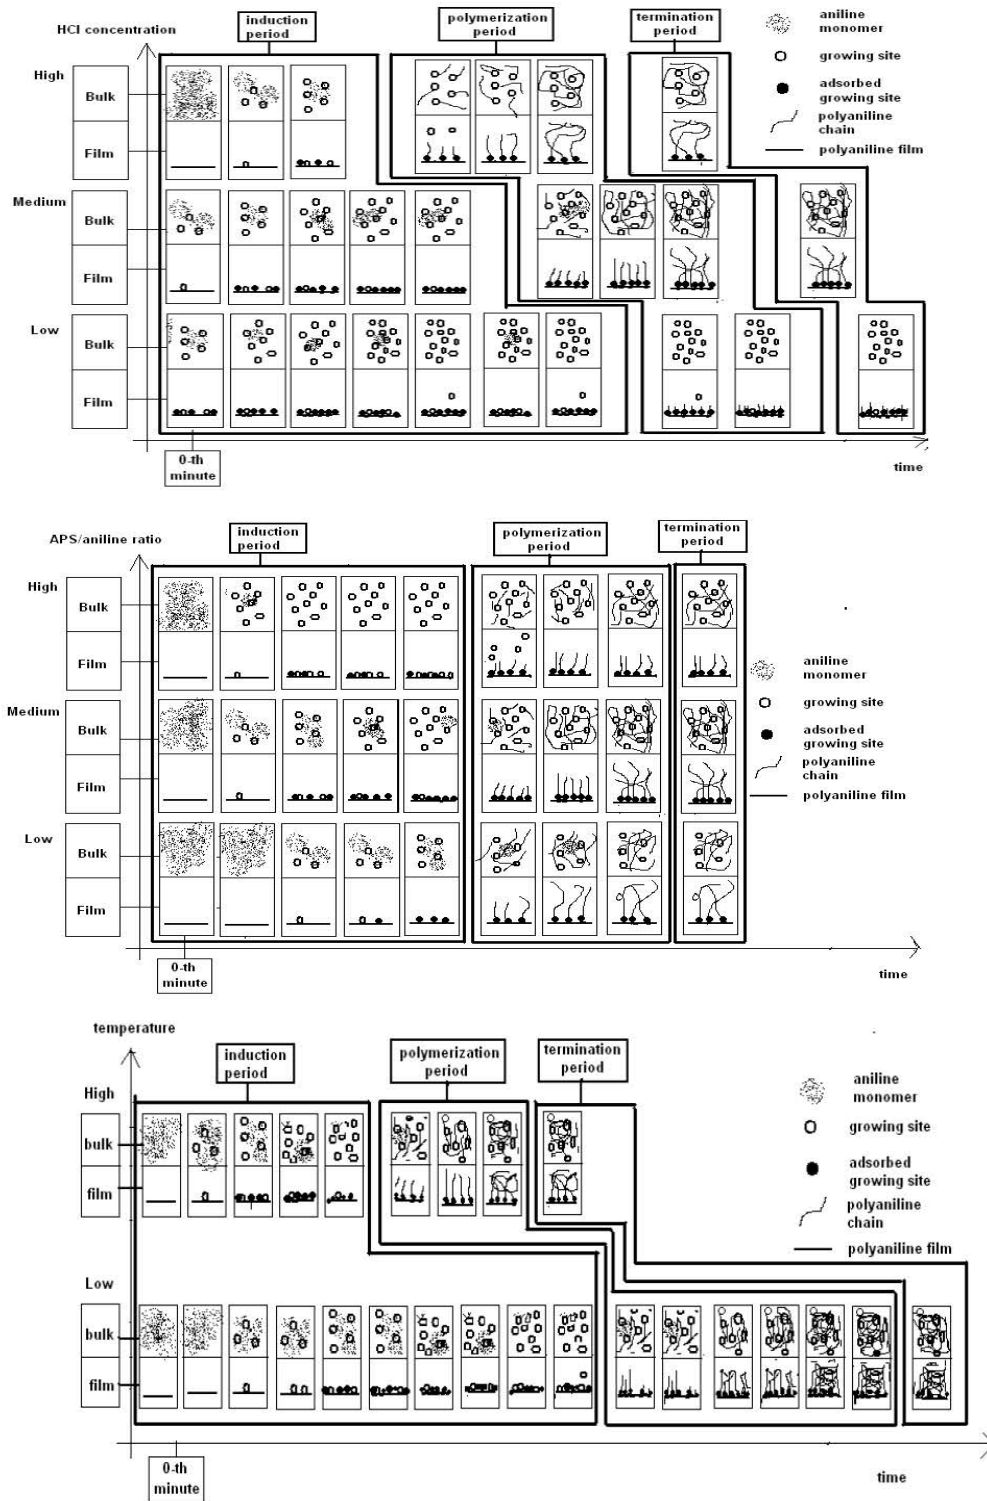 HCl concentration
induction
period
polymerization
period
termination
period
aniline
monomer
growing site
adsorbed
growing site
polyaniline
chain
polyaniline film
High
Bulk
Film
Medium
Bulk
Film
Low
Bulk
Film
0-th
minute
time
APS/aniline ratio
induction
period
polymerization
period
termination
period
High
Bulk
Film
Medium
Bulk
Film
Low
Bulk
Film
aniline
monomer
growing site
adsorbed
growing site
polyaniline
chain
polyaniline film
0-th
minute
time
temperature
induction
period
polymerization
period
termination
period
High
bulk
film
Low
bulk
film
aniline
monomer
growing site
adsorbed
growing site
polyaniline
chain
polyaniline film
0-th
minute
time